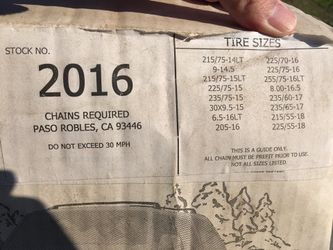 STOCK NO.
2016
CHAINS REQUIRED
PASO ROBLES, CA 93446
DO NOT EXCEED 30 MPH
TIRE SIZES
215/75-14LT 225/70-16
9-14.5 225/75-16
215/75-15LT 255/75-16
225/75-15 8.00-16.5
235/75-15 235/60-17
30X9.5-15 235/65-17
6.5-16LT 215/55-18
205-16 225/55-18
THIS IS A GUIDE ONLY.
ALL CHAIN MUST BE PREFIT PRIOR TO USE.
NOT ALL SIZES LISTED.